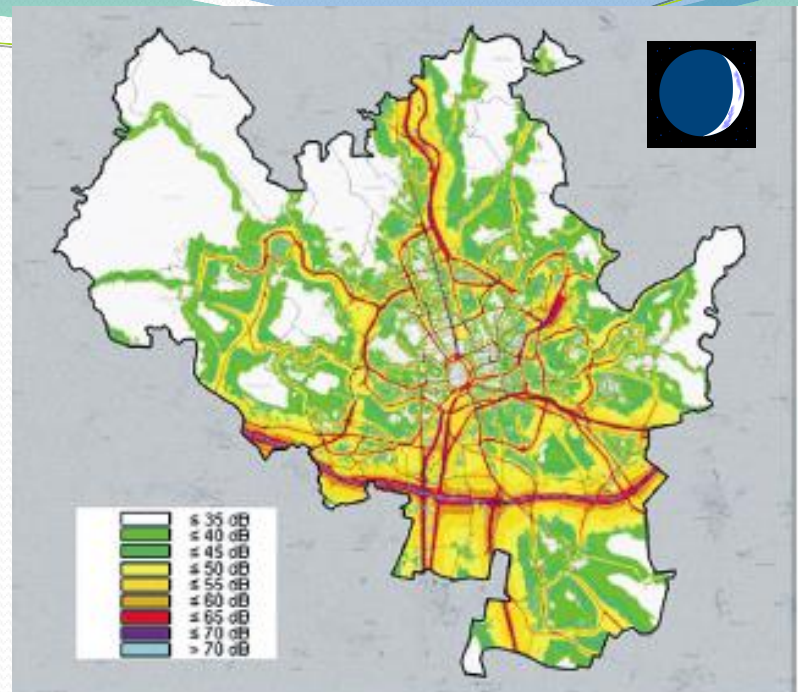 ≤ 35 dB
≤ 40 dB
≤ 45 dB
≤ 50 dB
≤ 55 dB
≤ 60 dB
≤ 65 dB
≤ 70 dB
> 70 dB